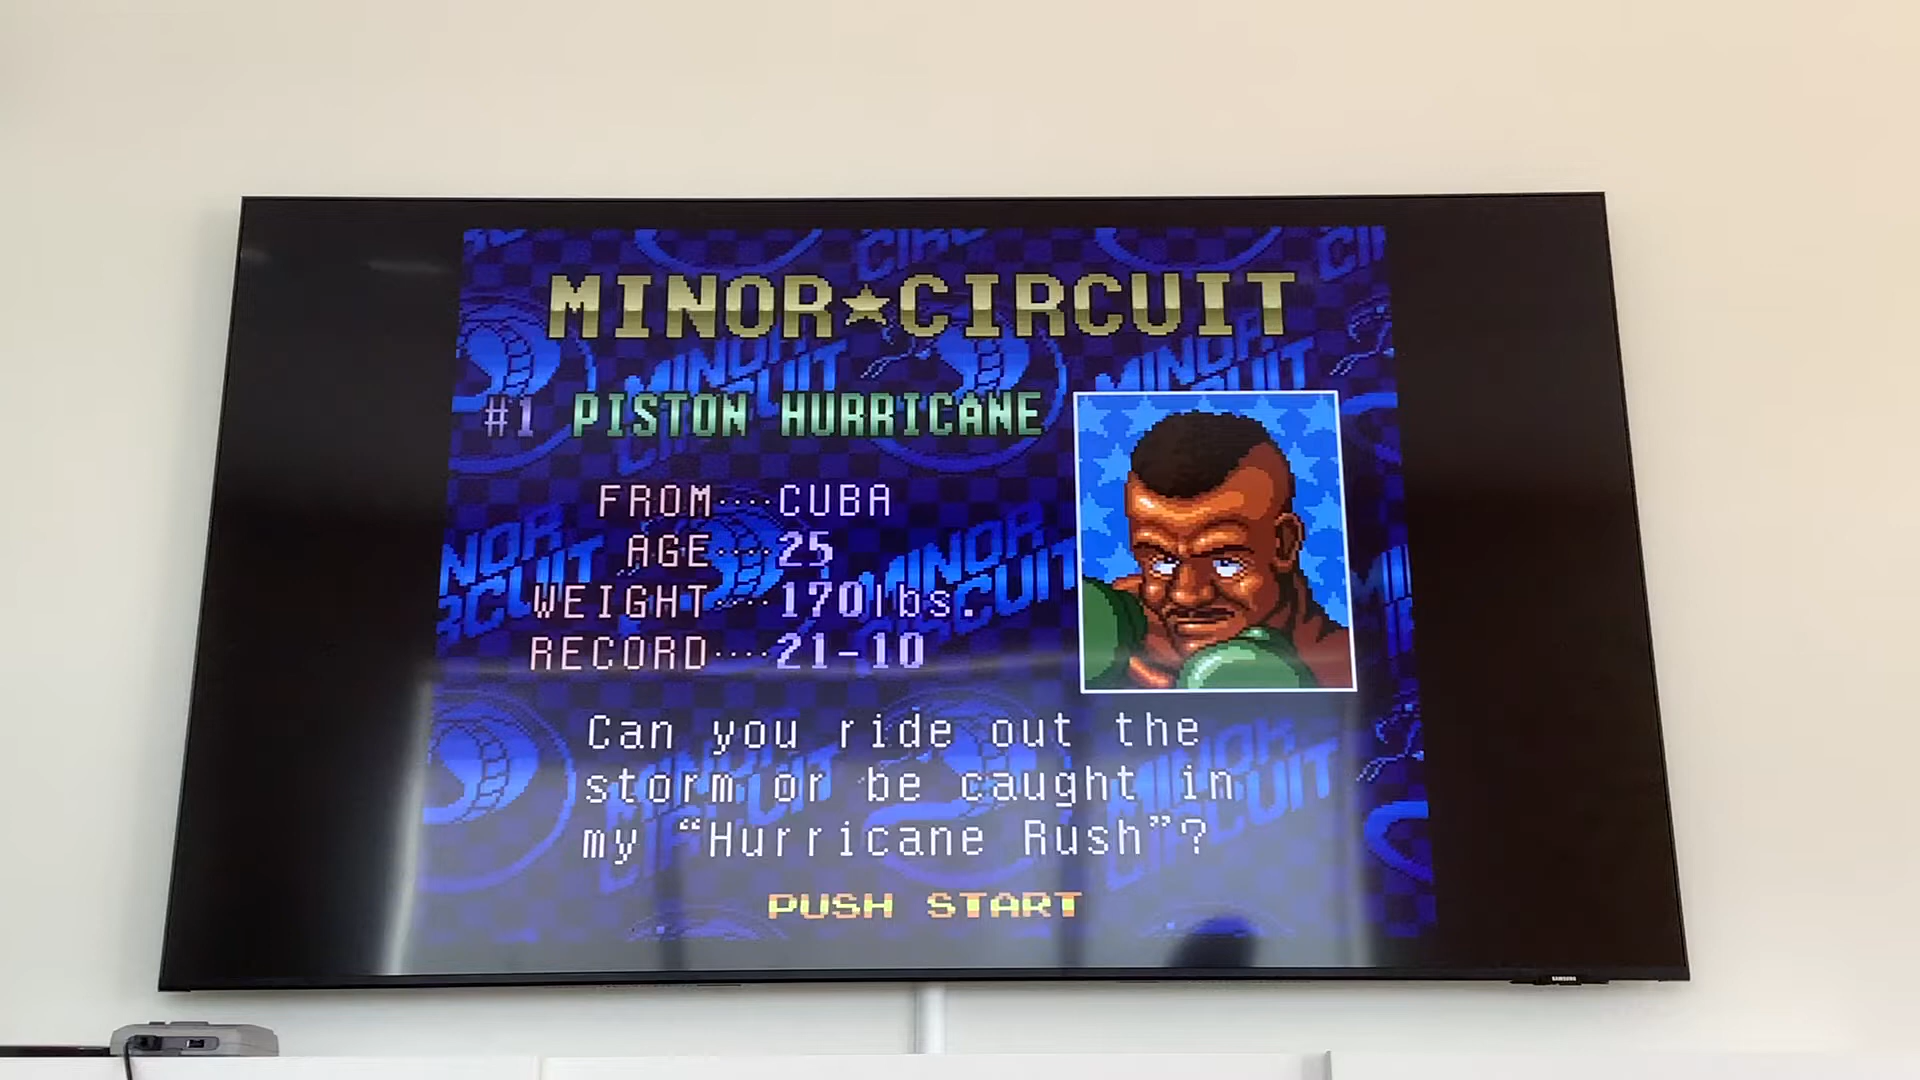 MINOR★CIRCUIT
#1 PISTON HURRICANE
FROM····CUBA
AGE····25
WEIGHT····170lbs.
RECORD····21-10
Can you ride out the
storm or be caught in
my “Hurricane Rush”?
PUSH START
SAMSUNG